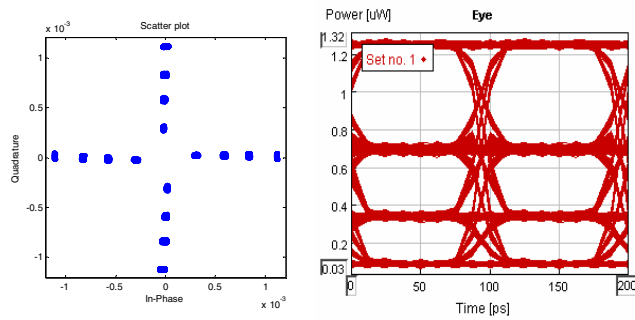 Scatter plot
x 10⁻³
1
0.5
0
-0.5
-1
Quadrature
-1 -0.5 0 0.5 1
In-Phase
x 10⁻³
Power [uW] Eye
1.32
1.2
1
0.8
0.6
0.4
0.2
0.03
Set no. 1
0 50 100 150 200
Time [ps]